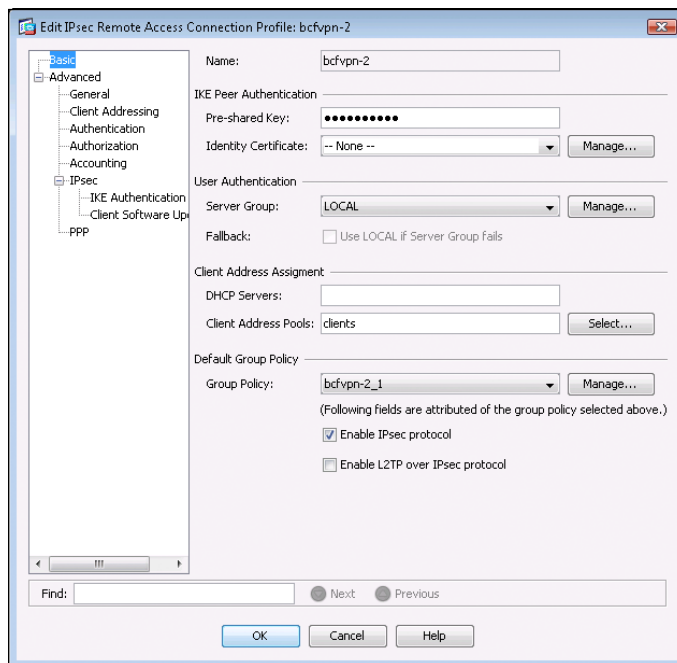 Edit IPsec Remote Access Connection Profile: bcfvpn-2
Basic
Advanced
General
Client Addressing
Authentication
Authorization
Accounting
IPsec
IKE Authentication
Client Software Up
PPP
Name: bcfvpn-2
IKE Peer Authentication
Pre-shared Key: ●●●●●●●●●●
Identity Certificate: -- None -- Manage...
User Authentication
Server Group: LOCAL Manage...
Fallback: Use LOCAL if Server Group fails
Client Address Assigment
DHCP Servers:
Client Address Pools: clients Select...
Default Group Policy
Group Policy: bcfvpn-2_1 Manage...
(Following fields are attributed of the group policy selected above.)
Enable IPsec protocol
Enable L2TP over IPsec protocol
Find: Next Previous
OK Cancel Help